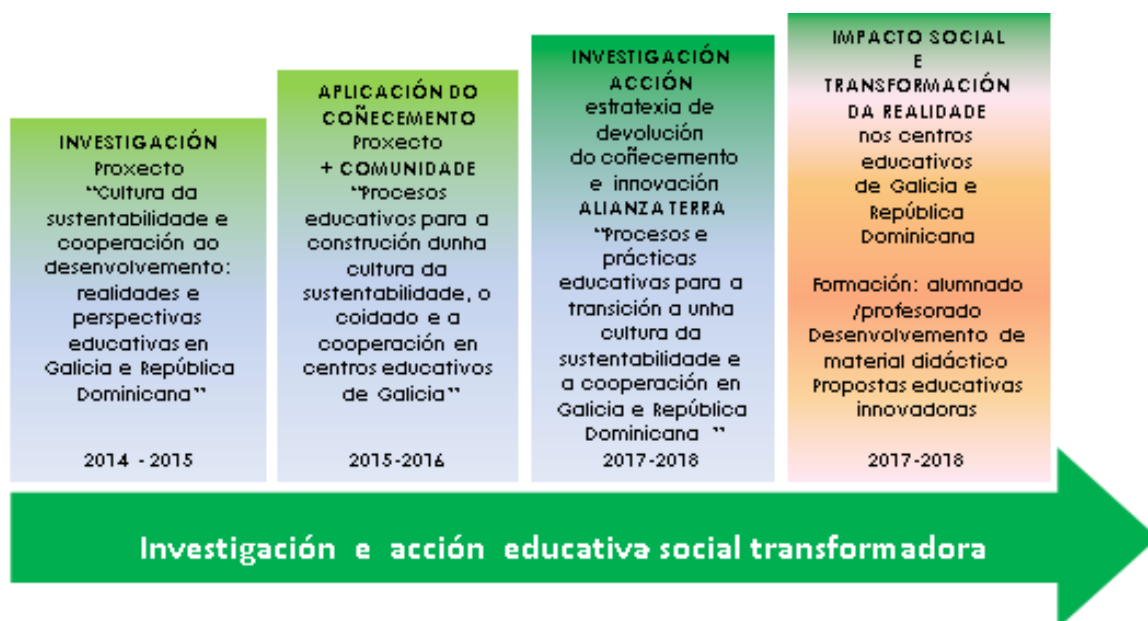 INVESTIGACIÓN
Proxecto
“Cultura da
sustentabilidade e
cooperación ao
desenvolvemento:
realidades e
perspectivas
educativas en
Galicia e República
Dominicana”
2014 - 2015
APLICACIÓN DO
COÑECEMENTO
Proxecto
+ COMUNIDADE
“Procesos
educativos para a
construción dunha
cultura da
sustentabilidade, o
coidado e a
cooperación en
centros educativos
de Galicia”
2015-2016
INVESTIGACIÓN
ACCIÓN
estratexia de
devolución
do coñecemento
e innovación
ALIANZA TERRA
“Procesos e
prácticas
educativas para a
transición a unha
cultura da
sustentabilidade e
a cooperación en
Galicia e República
Dominicana ”
2017-2018
IMPACTO SOCIAL
E
TRANSFORMACIÓN
DA REALIDADE
nos centros
educativos
de Galicia e
República
Dominicana
Formación: alumnado
/profesorado
Desenvolvemento de
material didáctico
Propostas educativas
innovadoras
2017-2018
Investigación e acción educativa social transformadora